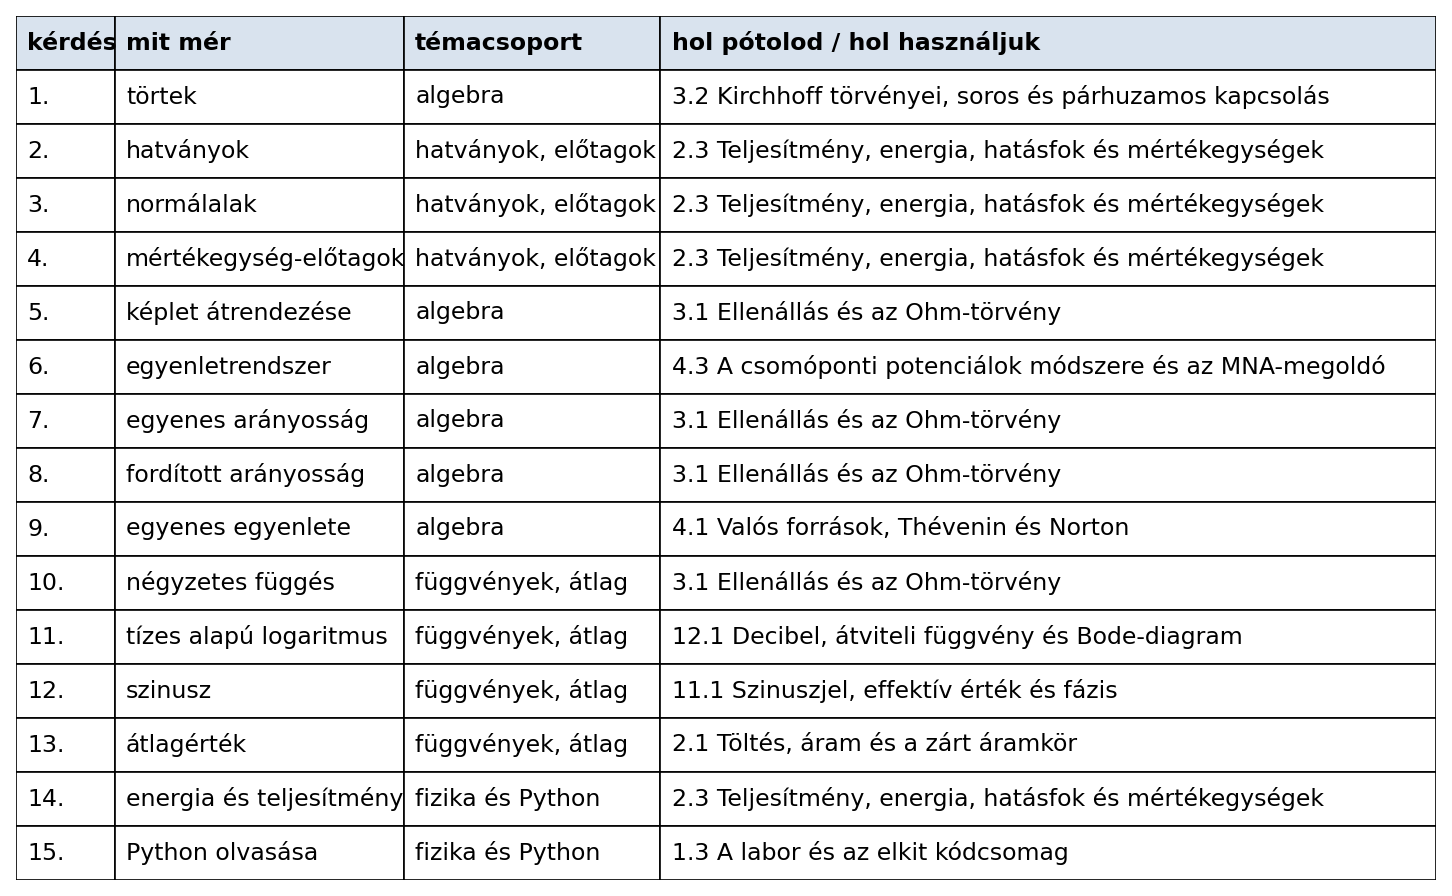 kérdés mit mér témacsoport hol pótolod / hol használjuk
1. törtek algebra 3.2 Kirchhoff törvényei, soros és párhuzamos kapcsolás
2. hatványok hatványok, előtagok 2.3 Teljesítmény, energia, hatásfok és mértékegységek
3. normálalak hatványok, előtagok 2.3 Teljesítmény, energia, hatásfok és mértékegységek
4. mértékegység-előtagok hatványok, előtagok 2.3 Teljesítmény, energia, hatásfok és mértékegységek
5. képlet átrendezése algebra 3.1 Ellenállás és az Ohm-törvény
6. egyenletrendszer algebra 4.3 A csomóponti potenciálok módszere és az MNA-megoldó
7. egyenes arányosság algebra 3.1 Ellenállás és az Ohm-törvény
8. fordított arányosság algebra 3.1 Ellenállás és az Ohm-törvény
9. egyenes egyenlete algebra 4.1 Valós források, Thévenin és Norton
10. négyzetes függés függvények, átlag 3.1 Ellenállás és az Ohm-törvény
11. tízes alapú logaritmus függvények, átlag 12.1 Decibel, átviteli függvény és Bode-diagram
12. szinusz függvények, átlag 11.1 Szinuszjel, effektív érték és fázis
13. átlagérték függvények, átlag 2.1 Töltés, áram és a zárt áramkör
14. energia és teljesítmény fizika és Python 2.3 Teljesítmény, energia, hatásfok és mértékegységek
15. Python olvasása fizika és Python 1.3 A labor és az elkit kódcsomag